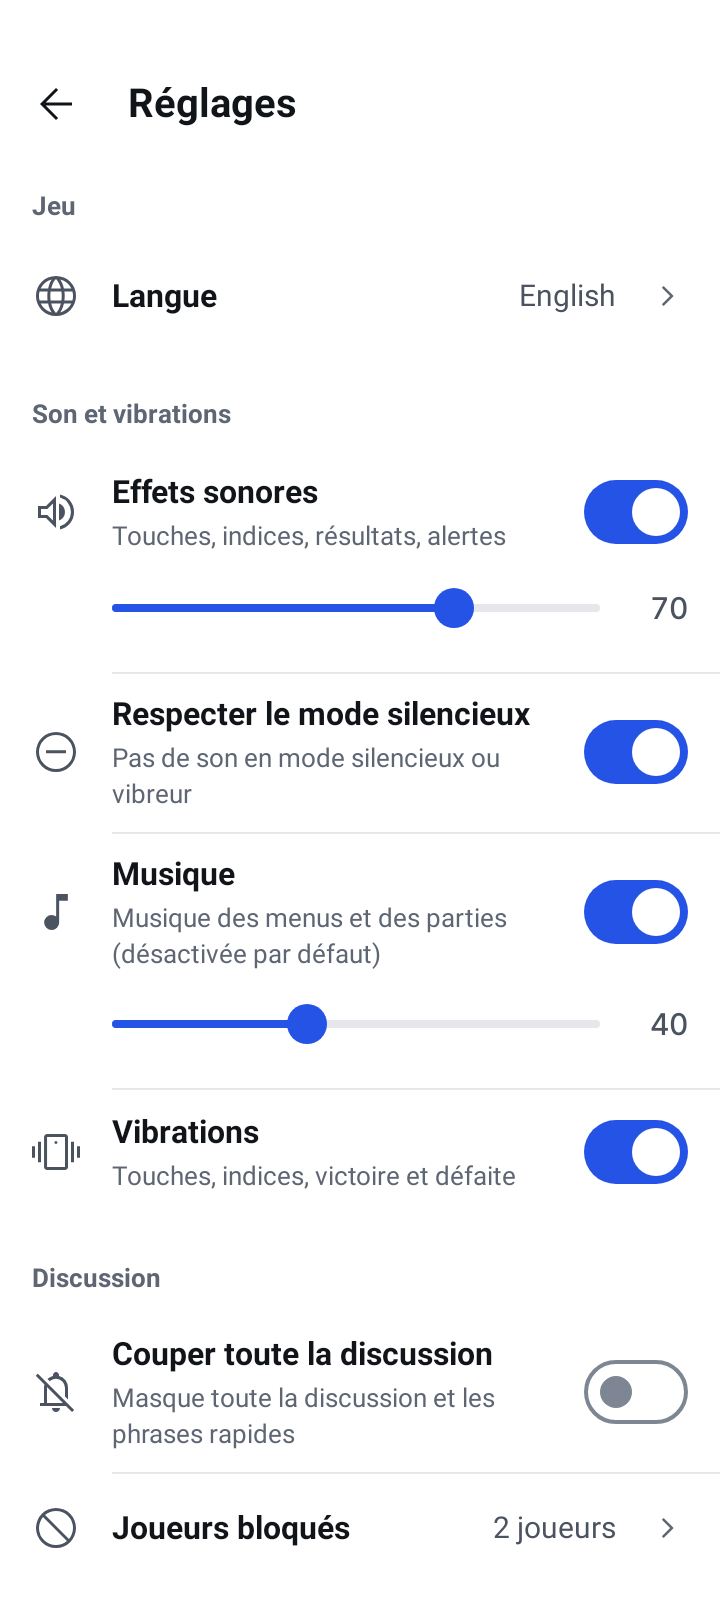 Réglages
Jeu
Langue
English
Son et vibrations
Effets sonores
Touches, indices, résultats, alertes
70
Respecter le mode silencieux
Pas de son en mode silencieux ou
vibreur
Musique
Musique des menus et des parties
(désactivée par défaut)
40
Vibrations
Touches, indices, victoire et défaite
Discussion
Couper toute la discussion
Masque toute la discussion et les
phrases rapides
Joueurs bloqués
2 joueurs